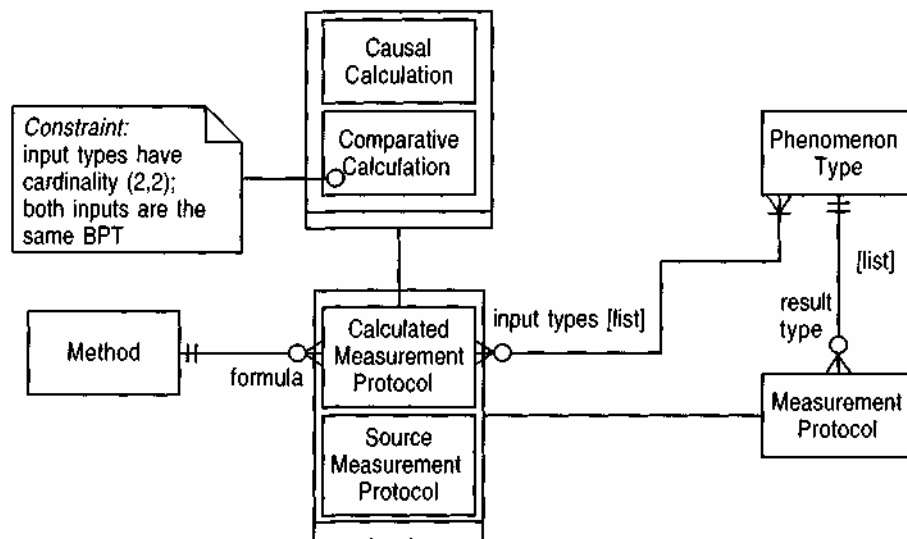 Causal
Calculation
Constraint:
input types have
cardinality (2,2);
both inputs are the
same BPT
Comparative
Calculation
Phenomenon
Type
[list]
result
type
Method
formula
Calculated
Measurement
Protocol
input types [list]
Measurement
Protocol
Source
Measurement
Protocol